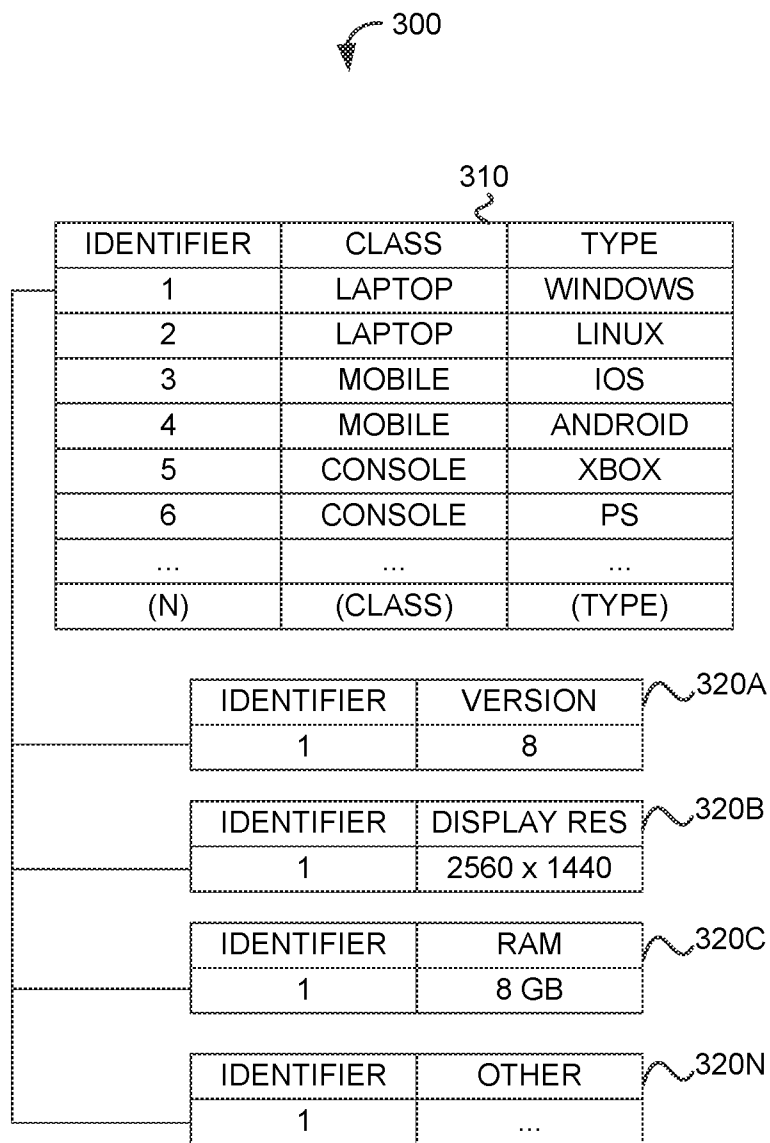 300
310
IDENTIFIER CLASS TYPE
1 LAPTOP WINDOWS
2 LAPTOP LINUX
3 MOBILE IOS
4 MOBILE ANDROID
5 CONSOLE XBOX
6 CONSOLE PS
... ... ...
(N) (CLASS) (TYPE)
320A
IDENTIFIER VERSION
1 8
320B
IDENTIFIER DISPLAY RES
1 2560 x 1440
320C
IDENTIFIER RAM
1 8 GB
320N
IDENTIFIER OTHER
1 ...